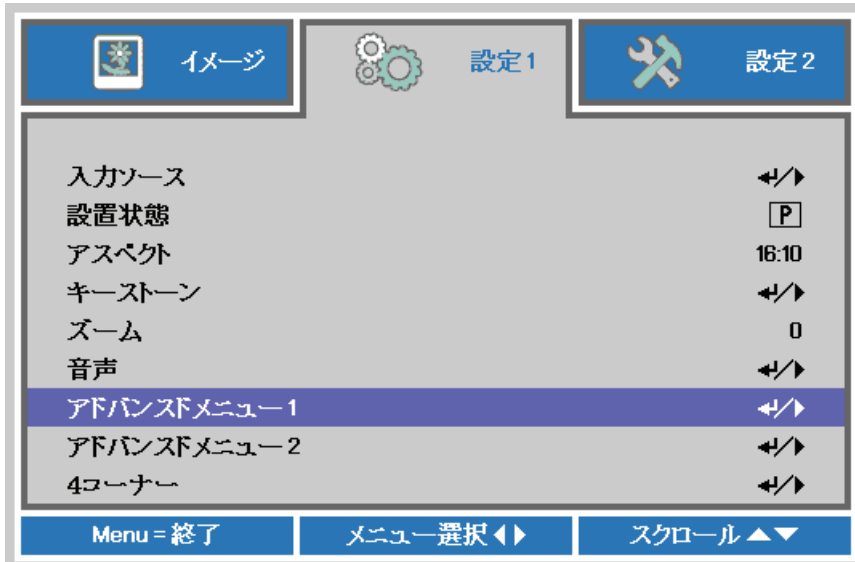 イメージ
設定1
設定2
入力ソース ↵/▶
設置状態 P
アスペクト 16:10
キーストーン ↵/▶
ズーム 0
音声 ↵/▶
アドバンスドメニュー1 ↵/▶
アドバンスドメニュー2 ↵/▶
4コーナー ↵/▶
Menu=終了 メニュー選択◀▶ スクロール▲▼